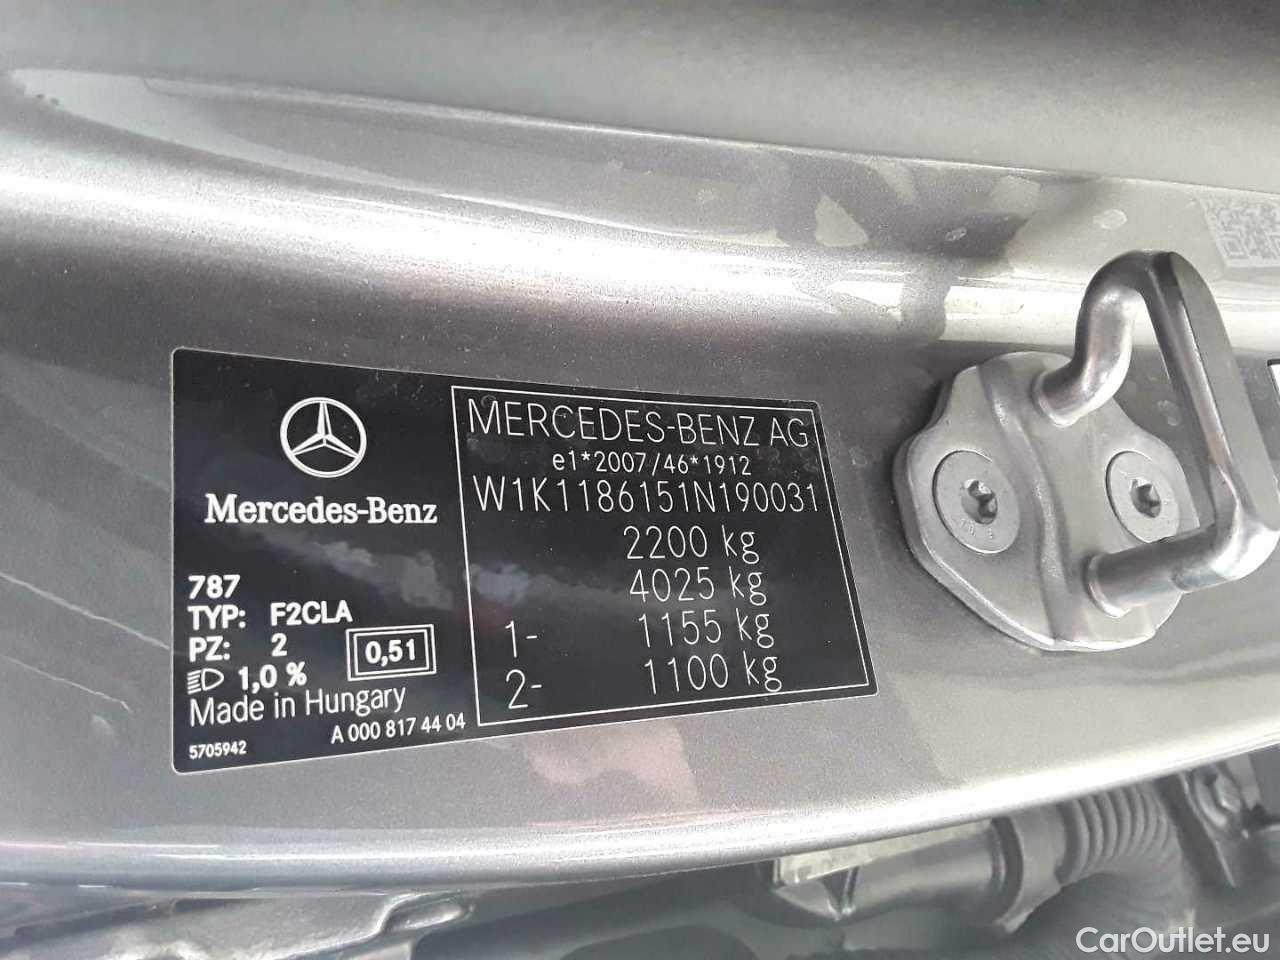 Mercedes-Benz
787
TYP: F2CLA
PZ: 2
1,0 %
0,51
Made in Hungary
5705942
A 000 817 44 04
MERCEDES-BENZ AG
e1*2007/46*1912
W1K1186151N190031
2200 kg
4025 kg
1- 1155 kg
2- 1100 kg
CarOutlet.eu